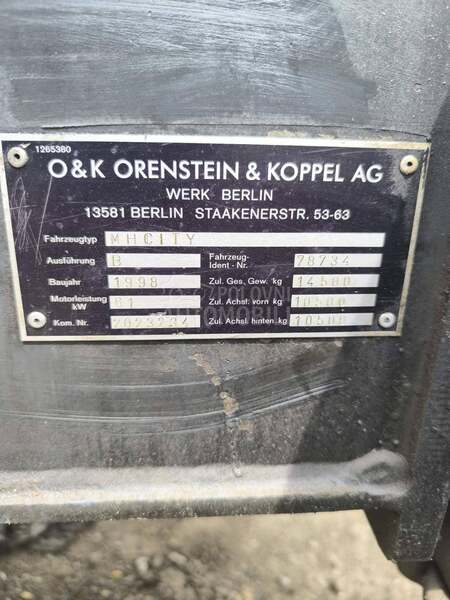 1265380
O&K ORENSTEIN & KOPPEL AG
WERK BERLIN
13581 BERLIN STAAKENERSTR. 53-63
Fahrzeugtyp MHCITY
Ausführung B Fahrzeug-Ident-Nr. 78734
Baujahr 1998 Zul. Ges. Gew. kg 14500
Motorleistung kW 81 Zul. Achsl. vorn kg 10500
Kom. Nr. Zul. Achsl. hinten kg 10500
POLOVNI
AUTOMOBILI